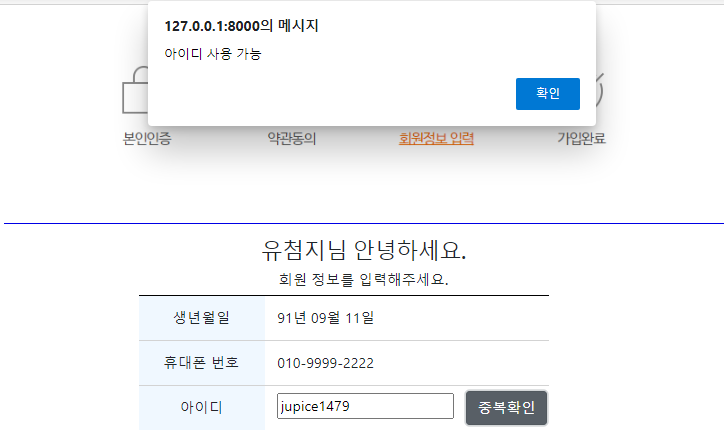 127.0.0.1:8000의 메시지
아이디 사용 가능
확인
본인인증 약관동의 회원정보 입력 가입완료
유첨지님 안녕하세요.
회원 정보를 입력해주세요.
생년월일 91년 09월 11일
휴대폰 번호 010-9999-2222
아이디 jupice1479 중복확인